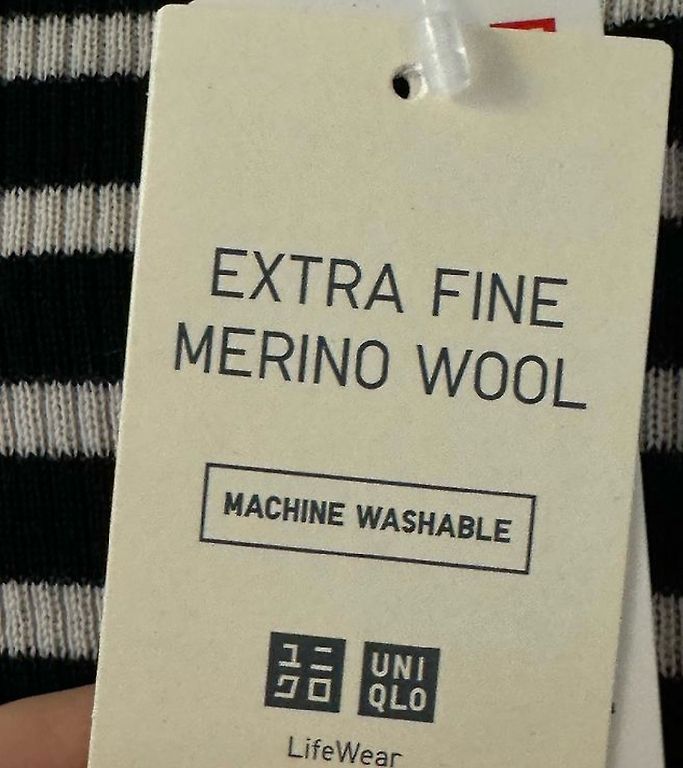 EXTRA FINE
MERINO WOOL
MACHINE WASHABLE
ユニ
クロ
UNI
QLO
LifeWear